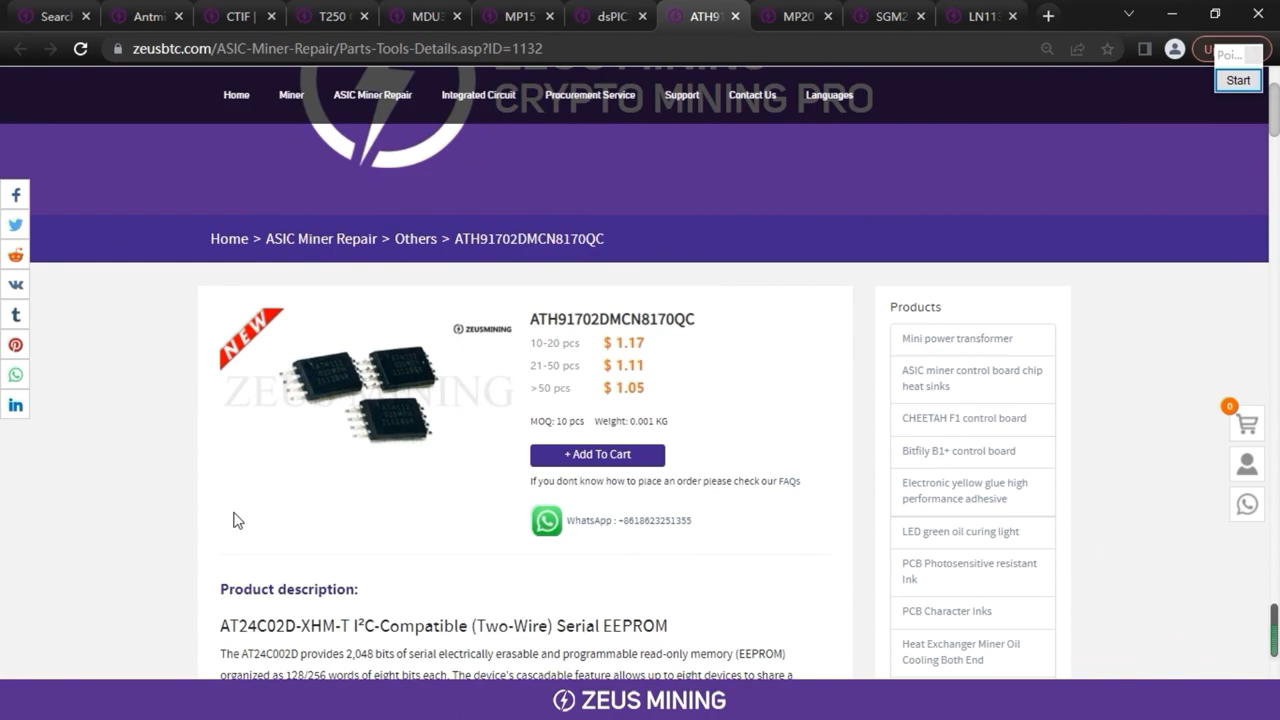 Searc
Antmi
CTIF |
T250
MDU3
MP15
dsPIC
ATH91
MP20
SGM2
LN113
zeusbtc.com/ASIC-Miner-Repair/Parts-Tools-Details.asp?ID=1132
Poi...
Start
CRYPTO MINING PRO
Home
Miner
ASIC Miner Repair
Integrated Circuit
Procurement Service
Support
Contact Us
Languages
Home > ASIC Miner Repair > Others > ATH91702DMCN8170QC
NEW
ZEUSMINING
ZEUS MINING
ATH91702DMCN8170QC
10-20 pcs $ 1.17
21-50 pcs $ 1.11
>50 pcs $ 1.05
MOQ: 10 pcs Weight: 0.001 KG
+ Add To Cart
If you dont know how to place an order please check our FAQs
WhatsApp : +8618623251355
Product description:
AT24C02D-XHM-T I²C-Compatible (Two-Wire) Serial EEPROM
The AT24C002D provides 2,048 bits of serial electrically erasable and programmable read-only memory (EEPROM)
organized as 128/256 words of eight bits each. The device's cascadable feature allows up to eight devices to share a
Products
Mini power transformer
ASIC miner control board chip
heat sinks
CHEETAH F1 control board
Bitfily B1+ control board
Electronic yellow glue high
performance adhesive
LED green oil curing light
PCB Photosensitive resistant
Ink
PCB Character Inks
Heat Exchanger Miner Oil
Cooling Both End
0
ZEUS MINING